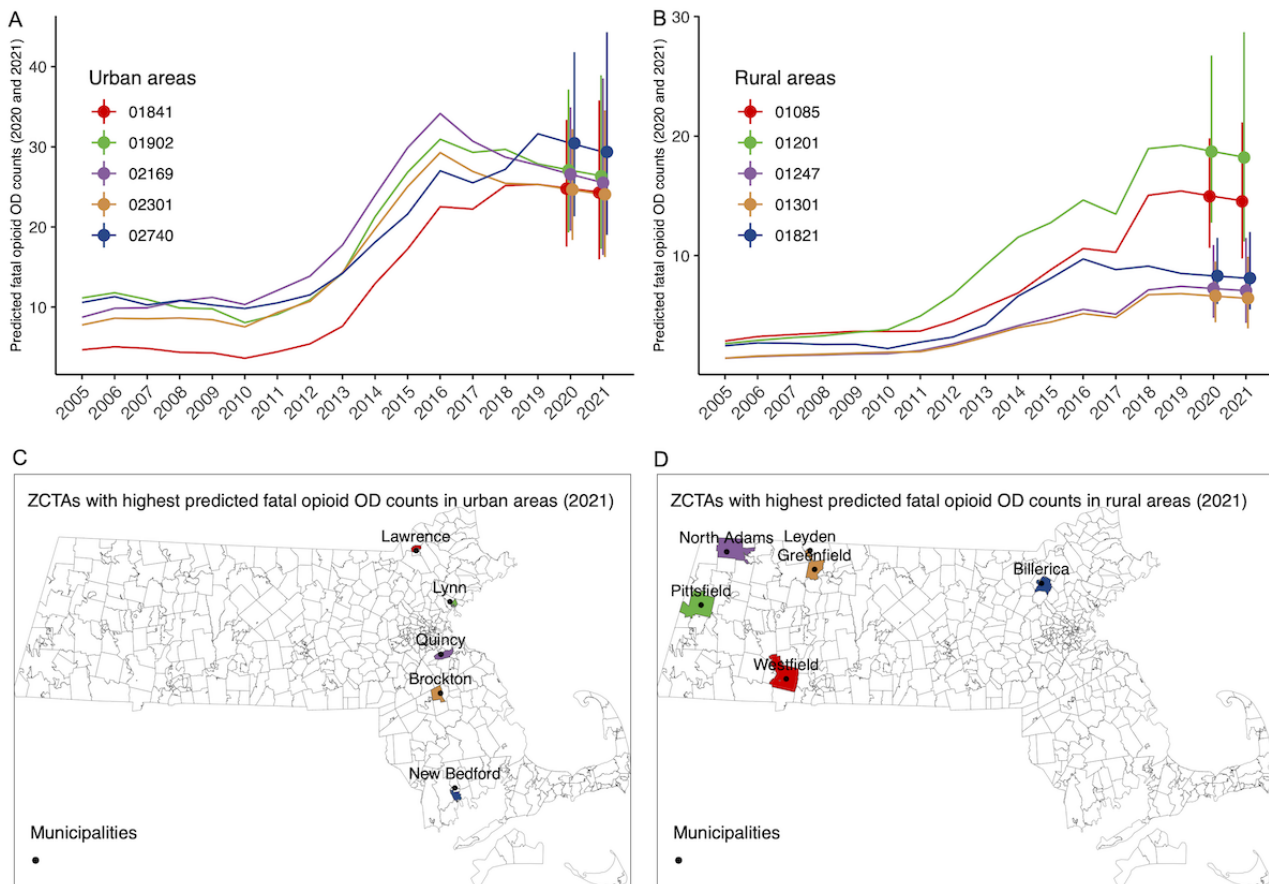 A
Predicted fatal opioid OD counts (2020 and 2021)
40
30
20
10
Urban areas
01841
01902
02169
02301
02740
2005
2006
2007
2008
2009
2010
2011
2012
2013
2014
2015
2016
2017
2018
2019
2020
2021
B
Predicted fatal opioid OD counts (2020 and 2021)
30
20
10
Rural areas
01085
01201
01247
01301
01821
2005
2006
2007
2008
2009
2010
2011
2012
2013
2014
2015
2016
2017
2018
2019
2020
2021
C
ZCTAs with highest predicted fatal opioid OD counts in urban areas (2021)
Lawrence
Lynn
Quincy
Brockton
New Bedford
Municipalities
D
ZCTAs with highest predicted fatal opioid OD counts in rural areas (2021)
North Adams
Leyden
Greenfield
Billerica
Pittsfield
Westfield
Municipalities